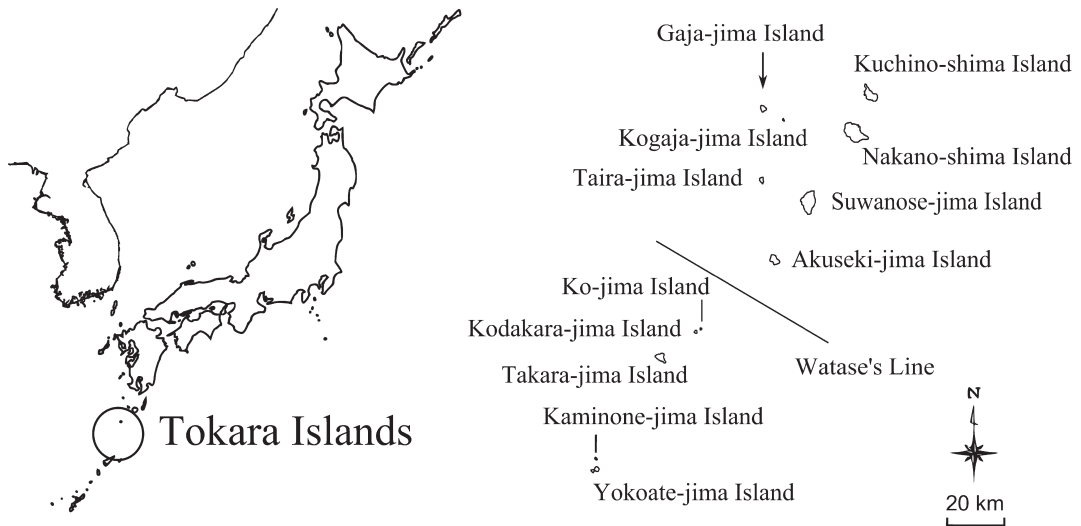 Gaja-jima Island
Kuchino-shima Island
Kogaja-jima Island
Nakano-shima Island
Taira-jima Island
Suwanose-jima Island
Akuseki-jima Island
Ko-jima Island
Kodakara-jima Island
Watase's Line
Takara-jima Island
Kaminone-jima Island
Tokara Islands
Yokoate-jima Island
N
20 km